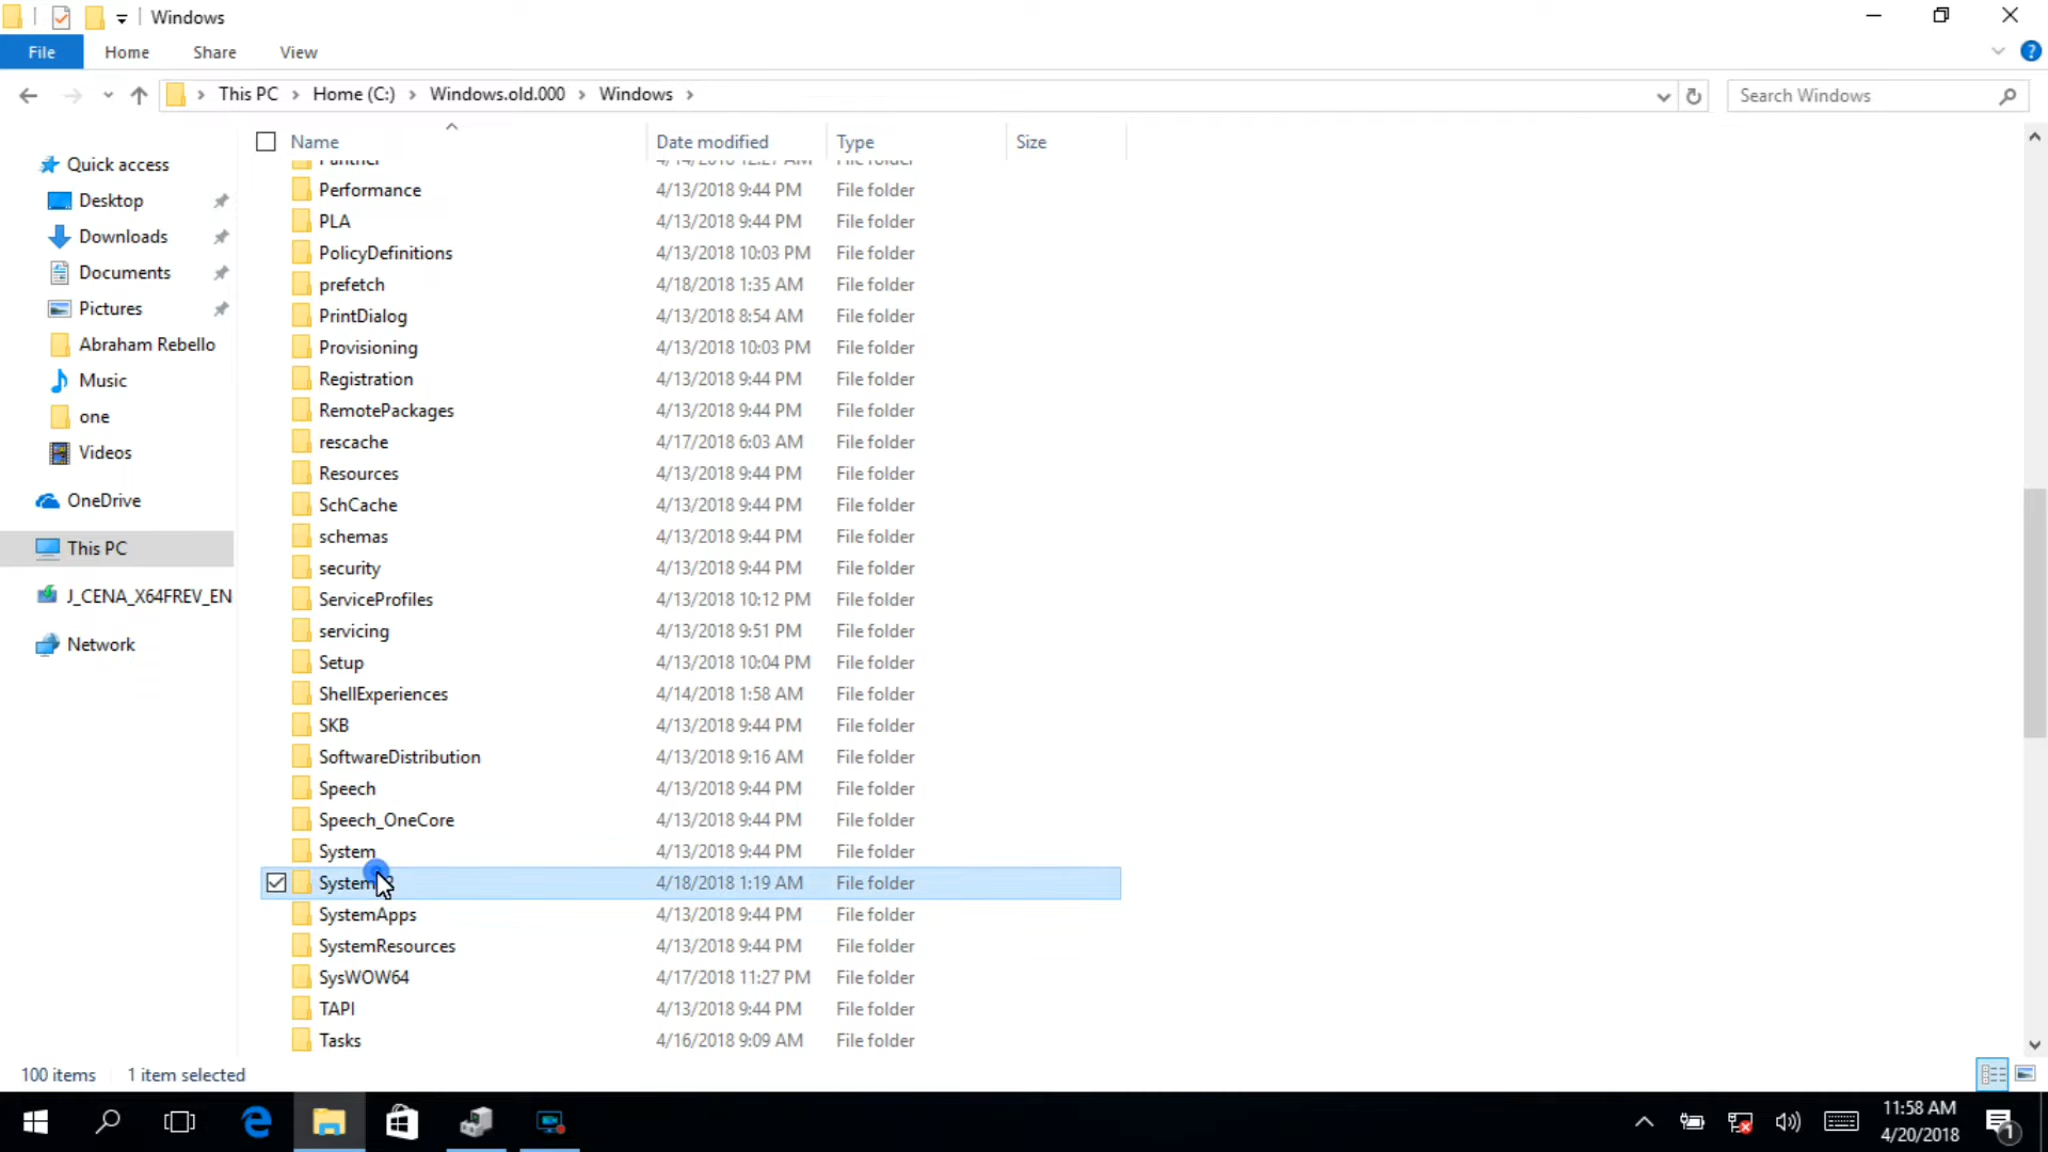 Windows
File Home Share View
This PC Home (C:) Windows.old.000 Windows
Search Windows
Name Date modified Type Size
Quick access
Desktop
Downloads
Documents
Pictures
Abraham Rebello
Music
one
Videos
OneDrive
This PC
J_CENA_X64FREV_EN
Network
Panther 4/14/2018 12:27 AM File folder
Performance 4/13/2018 9:44 PM File folder
PLA 4/13/2018 9:44 PM File folder
PolicyDefinitions 4/13/2018 10:03 PM File folder
prefetch 4/18/2018 1:35 AM File folder
PrintDialog 4/13/2018 8:54 AM File folder
Provisioning 4/13/2018 10:03 PM File folder
Registration 4/13/2018 9:44 PM File folder
RemotePackages 4/13/2018 9:44 PM File folder
rescache 4/17/2018 6:03 AM File folder
Resources 4/13/2018 9:44 PM File folder
SchCache 4/13/2018 9:44 PM File folder
schemas 4/13/2018 9:44 PM File folder
security 4/13/2018 9:44 PM File folder
ServiceProfiles 4/13/2018 10:12 PM File folder
servicing 4/13/2018 9:51 PM File folder
Setup 4/13/2018 10:04 PM File folder
ShellExperiences 4/14/2018 1:58 AM File folder
SKB 4/13/2018 9:44 PM File folder
SoftwareDistribution 4/13/2018 9:16 AM File folder
Speech 4/13/2018 9:44 PM File folder
Speech_OneCore 4/13/2018 9:44 PM File folder
System 4/13/2018 9:44 PM File folder
4/18/2018 1:19 AM File folder
SystemApps 4/13/2018 9:44 PM File folder
SystemResources 4/13/2018 9:44 PM File folder
SysWOW64 4/17/2018 11:27 PM File folder
TAPI 4/13/2018 9:44 PM File folder
Tasks 4/16/2018 9:09 AM File folder
100 items 1 item selected
11:58 AM
4/20/2018
1